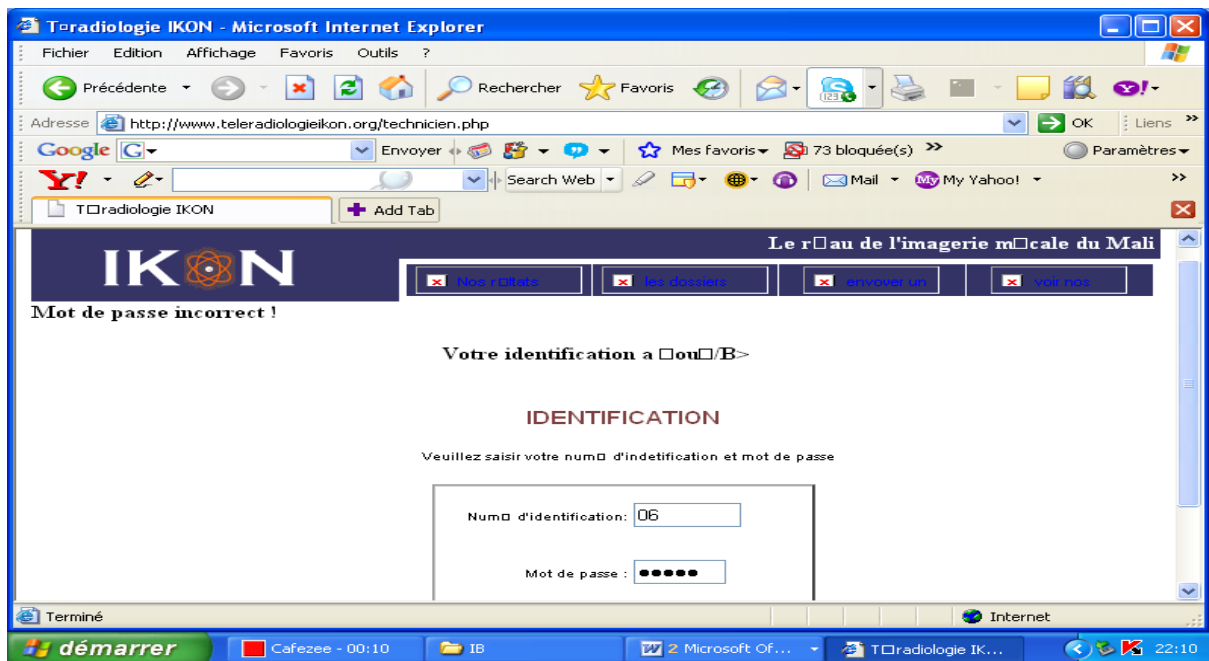 T¤radiologie IKON - Microsoft Internet Explorer
Fichier Edition Affichage Favoris Outils ?
Précédente Rechercher Favoris
Adresse http://www.teleradiologieikon.org/technicien.php OK Liens »
Google G Envoyer Mes favoris 73 bloquée(s) » Paramètres
Y! Search Web Mail My Yahoo! »
T□radiologie IKON Add Tab
Le r□au de l'imagerie m□cale du Mali
IKON
Nos r□ltats les dossiers envoyer un voir nos
Mot de passe incorrect !
Votre identification a □ou□/B>
IDENTIFICATION
Veuillez saisir votre num□ d'indetification et mot de passe
Num□ d'identification: 06
Mot de passe : ●●●●●
Terminé Internet
démarrer Cafezee - 00:10 IB 2 Microsoft Of... T□radiologie IK... 22:10